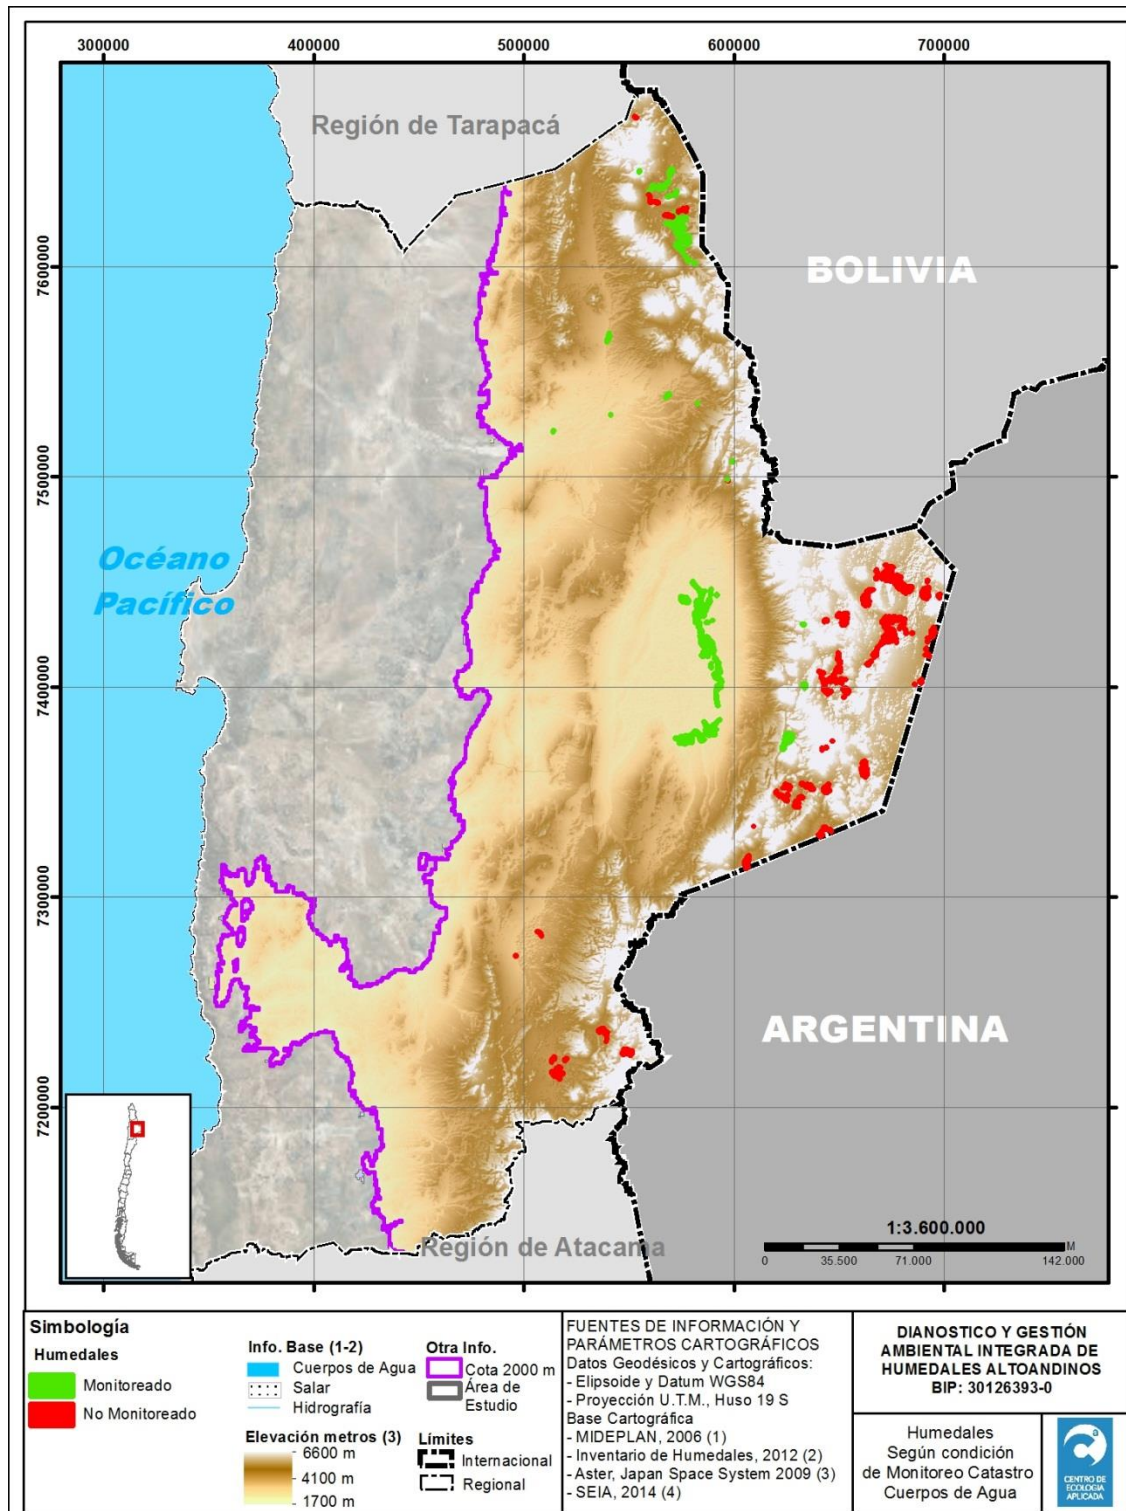 300000 400000 500000 600000 700000
Región de Tarapacá
7600000
BOLIVIA
7500000
Océano
Pacífico
7400000
7300000
ARGENTINA
7200000
1:3.600.000
M
0 35.500 71.000 142.000
Región de Atacama
Simbología
Humedales
Monitoreado
No Monitoreado
Info. Base (1-2)
Cuerpos de Agua
Salar
Hidrografía
Elevación metros (3)
6600 m
4100 m
1700 m
Otra Info.
Cota 2000 m
Área de
Estudio
Límites
Internacional
Regional
FUENTES DE INFORMACIÓN Y
PARÁMETROS CARTOGRÁFICOS
Datos Geodésicos y Cartográficos:
- Elipsoide y Datum WGS84
- Proyección U.T.M., Huso 19 S
Base Cartográfica
- MIDEPLAN, 2006 (1)
- Inventario de Humedales, 2012 (2)
- Aster, Japan Space System 2009 (3)
- SEIA, 2014 (4)
DIANOSTICO Y GESTIÓN
AMBIENTAL INTEGRADA DE
HUMEDALES ALTOANDINOS
BIP: 30126393-0
Humedales
Según condición
de Monitoreo Catastro
Cuerpos de Agua
a
CENTRO DE
ECOLOGÍA
APLICADA